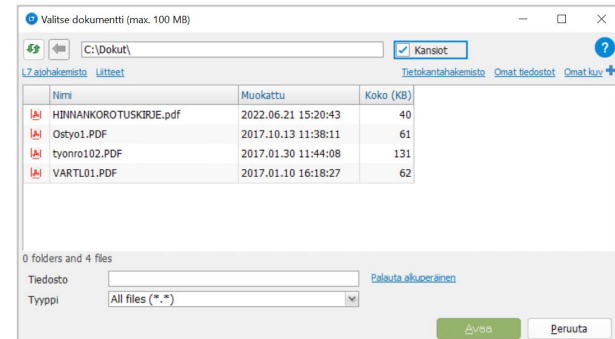 Valitse dokumentti (max. 100 MB)
C:\Dokut\
Kansiot
L7 ajohakemisto Liitteet Tietokantahakemisto Omat tiedostot Omat kuv
Nimi Muokattu Koko (KB)
HINNANKOROTUSKIRJE.pdf 2022.06.21 15:20:43 40
Ostyo1.PDF 2017.10.13 11:38:11 61
tyonro102.PDF 2017.01.30 11:44:08 131
VARTL01.PDF 2017.01.10 16:18:27 62
0 folders and 4 files
Tiedosto Palauta alkuperäinen
Tyyppi All files (*.*)
Avaa Peruuta